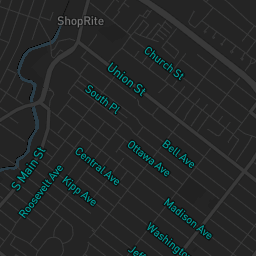 ShopRite
Church St
Union St
South Pl
Bell Ave
Ottawa Ave
S Main St
Central Ave
Roosevelt Ave
Kipp Ave
Madison Ave
Washington
Jeff